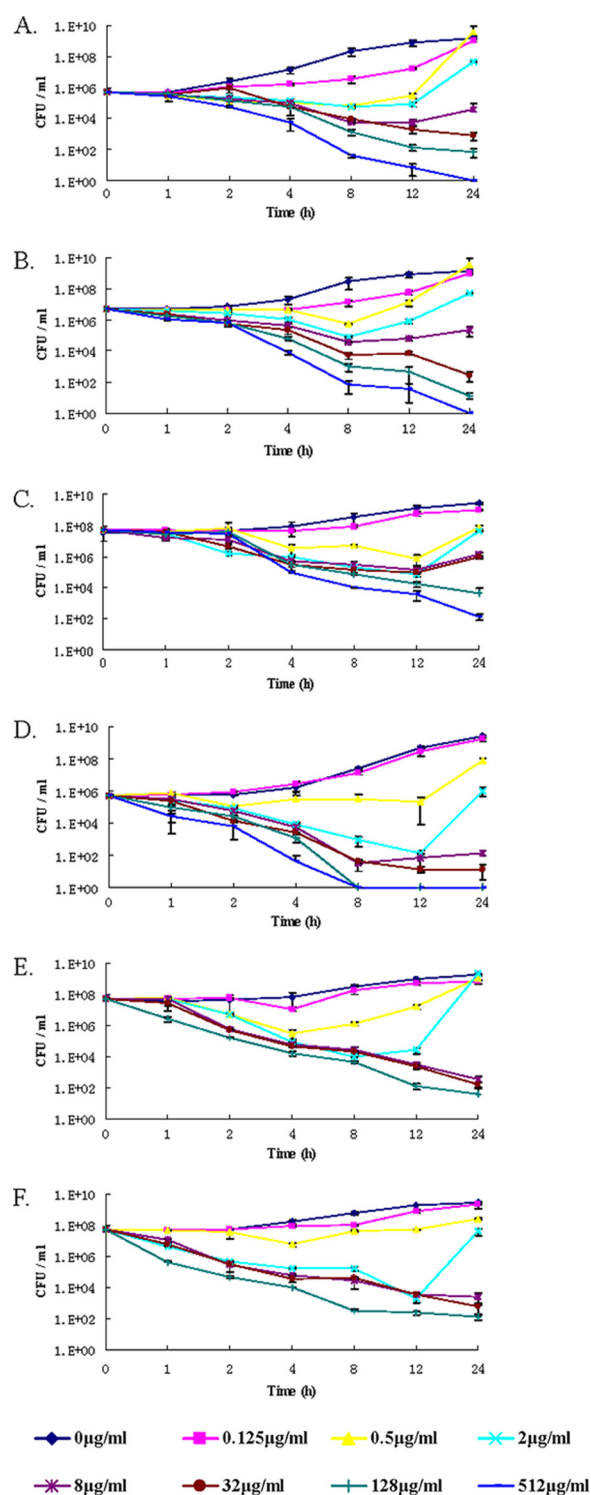 A.
1.E+10
1.E+08
1.E+06
1.E+04
1.E+02
1.E+00
CFU / ml
0 1 2 4 8 12 24
Time (h)
B.
1.E+10
1.E+08
1.E+06
1.E+04
1.E+02
1.E+00
CFU / ml
0 1 2 4 8 12 24
Time (h)
C.
1.E+10
1.E+08
1.E+06
1.E+04
1.E+02
1.E+00
CFU / ml
0 1 2 4 8 12 24
Time (h)
D.
1.E+10
1.E+08
1.E+06
1.E+04
1.E+02
1.E+00
CFU / ml
0 1 2 4 8 12 24
Time (h)
E.
1.E+10
1.E+08
1.E+06
1.E+04
1.E+02
1.E+00
CFU / ml
0 1 2 4 8 12 24
Time (h)
F.
1.E+10
1.E+08
1.E+06
1.E+04
1.E+02
1.E+00
CFU / ml
0 1 2 4 8 12 24
Time (h)
0μg/ml 0.125μg/ml 0.5μg/ml 2μg/ml
8μg/ml 32μg/ml 128μg/ml 512μg/ml